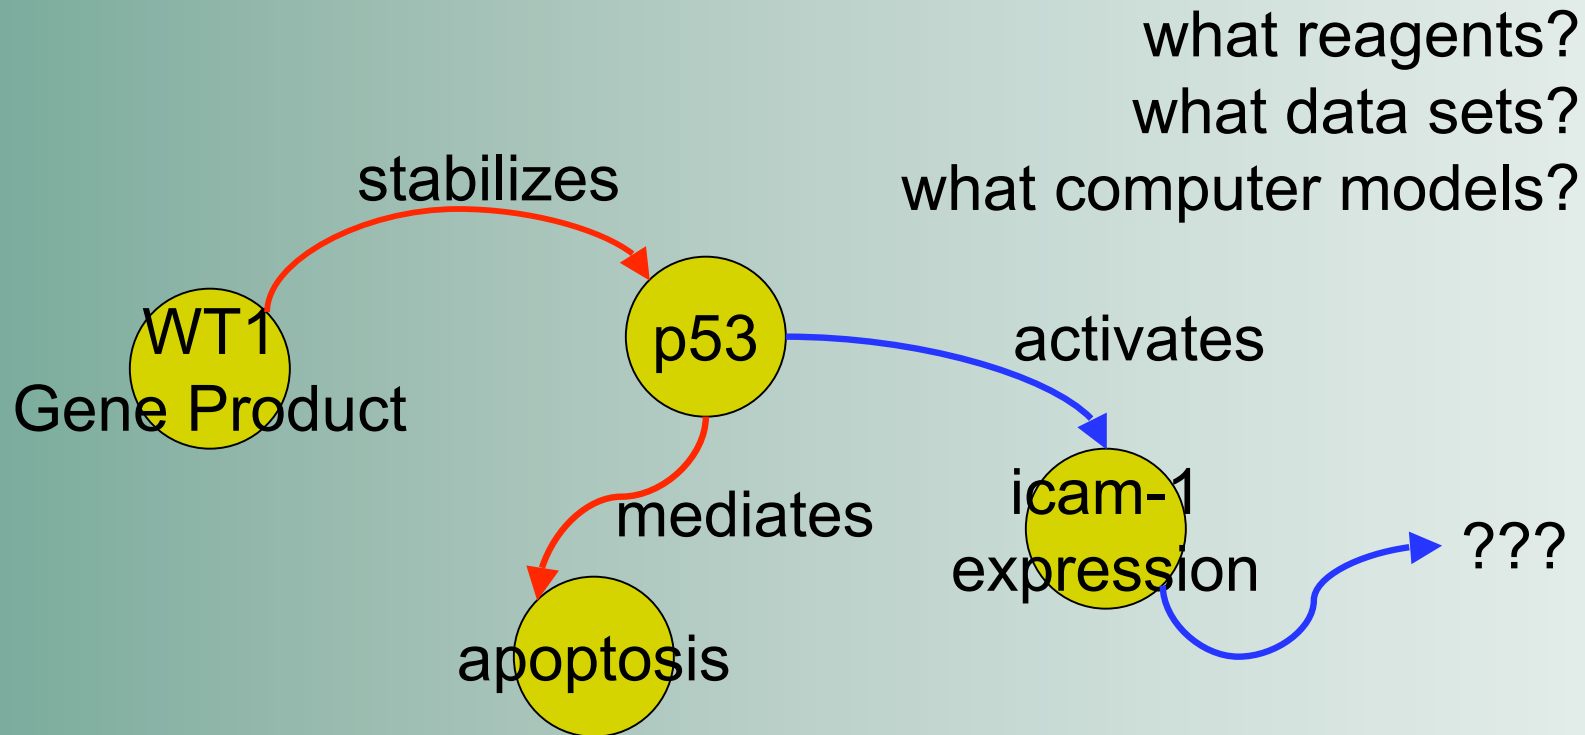 what reagents?
what data sets?
what computer models?
stabilizes
WT1
Gene Product
p53
activates
mediates
icam-1
expression
???
apoptosis